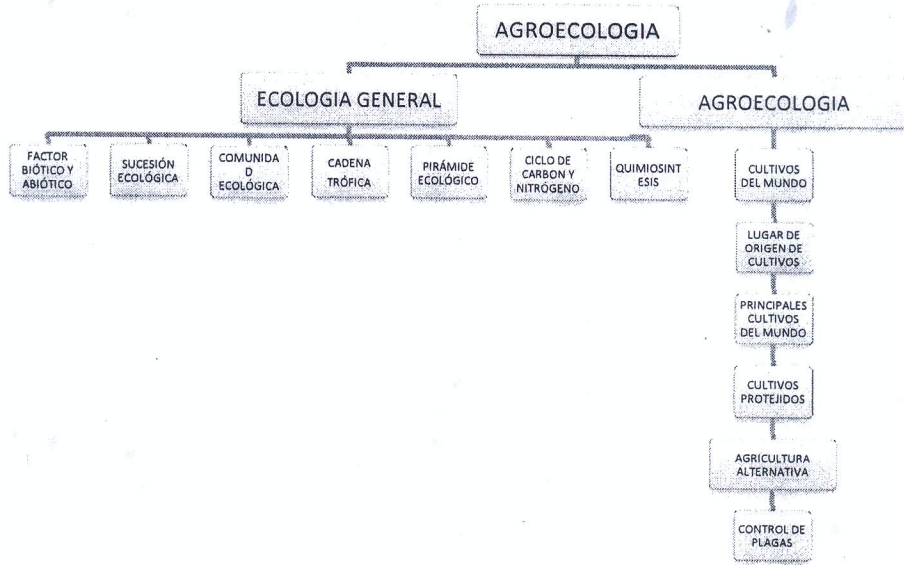 AGROECOLOGIA
ECOLOGIA GENERAL
AGROECOLOGIA
FACTOR
BIÓTICO Y
ABIÓTICO
SUCESIÓN
ECOLÓGICA
COMUNIDA
D
ECOLÓGICA
CADENA
TRÓFICA
PIRÁMIDE
ECOLÓGICO
CICLO DE
CARBON Y
NITRÓGENO
QUIMIOSINT
ESIS
CULTIVOS
DEL MUNDO
LUGAR DE
ORIGEN DE
CULTIVOS
PRINCIPALES
CULTIVOS
DEL MUNDO
CULTIVOS
PROTEJIDOS
AGRICULTURA
ALTERNATIVA
CONTROL DE
PLAGAS